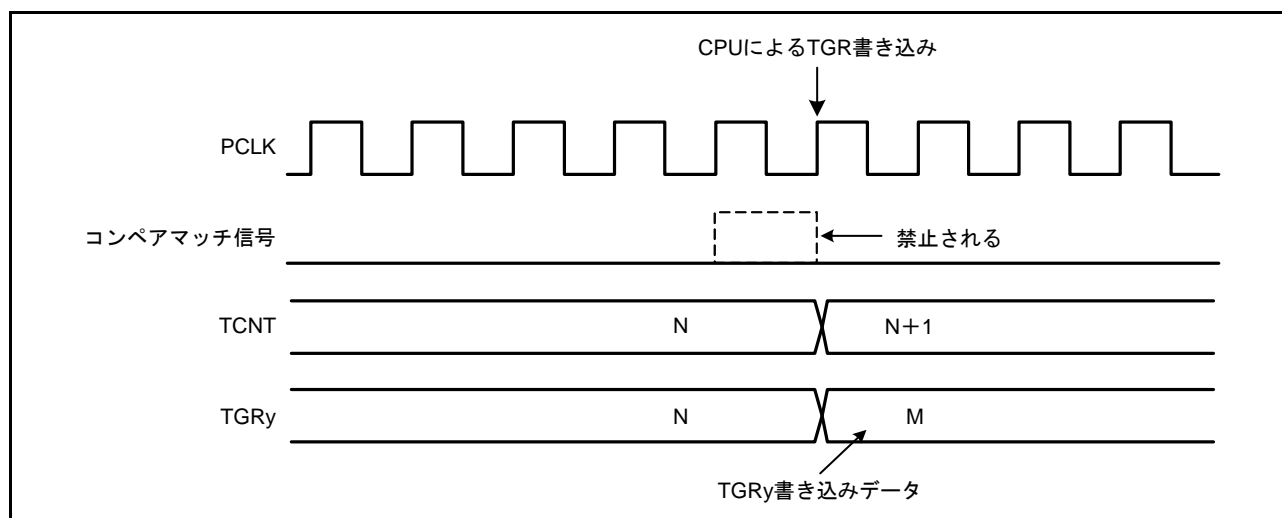 CPUによるTGR書き込み
PCLK
コンペアマッチ信号
禁止される
TCNT
N
N+1
TGRy
N
M
TGRy書き込みデータ